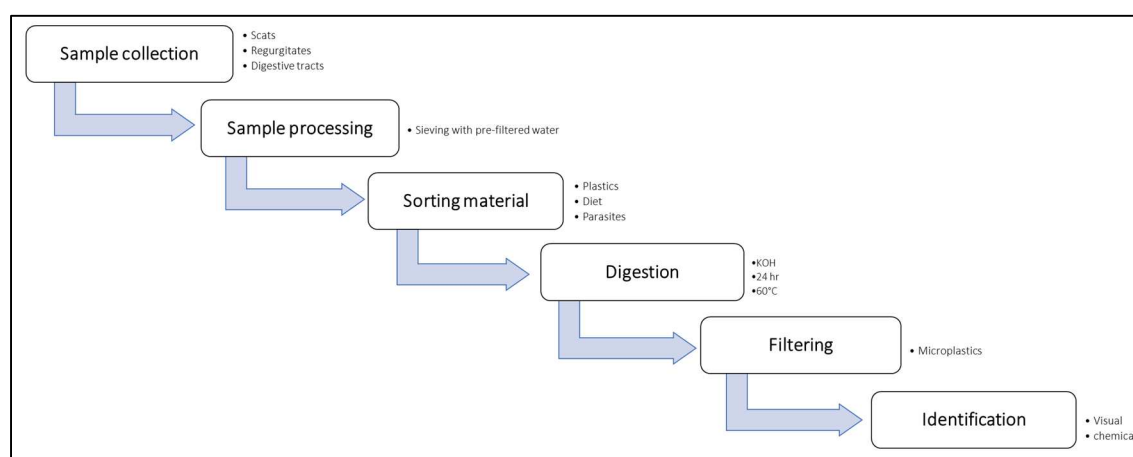 Sample collection
• Scats
• Regurgitates
• Digestive tracts
Sample processing
• Sieving with pre-filtered water
Sorting material
• Plastics
• Diet
• Parasites
Digestion
•KOH
•24 hr
•60°C
Filtering
• Microplastics
Identification
• Visual
• chemica